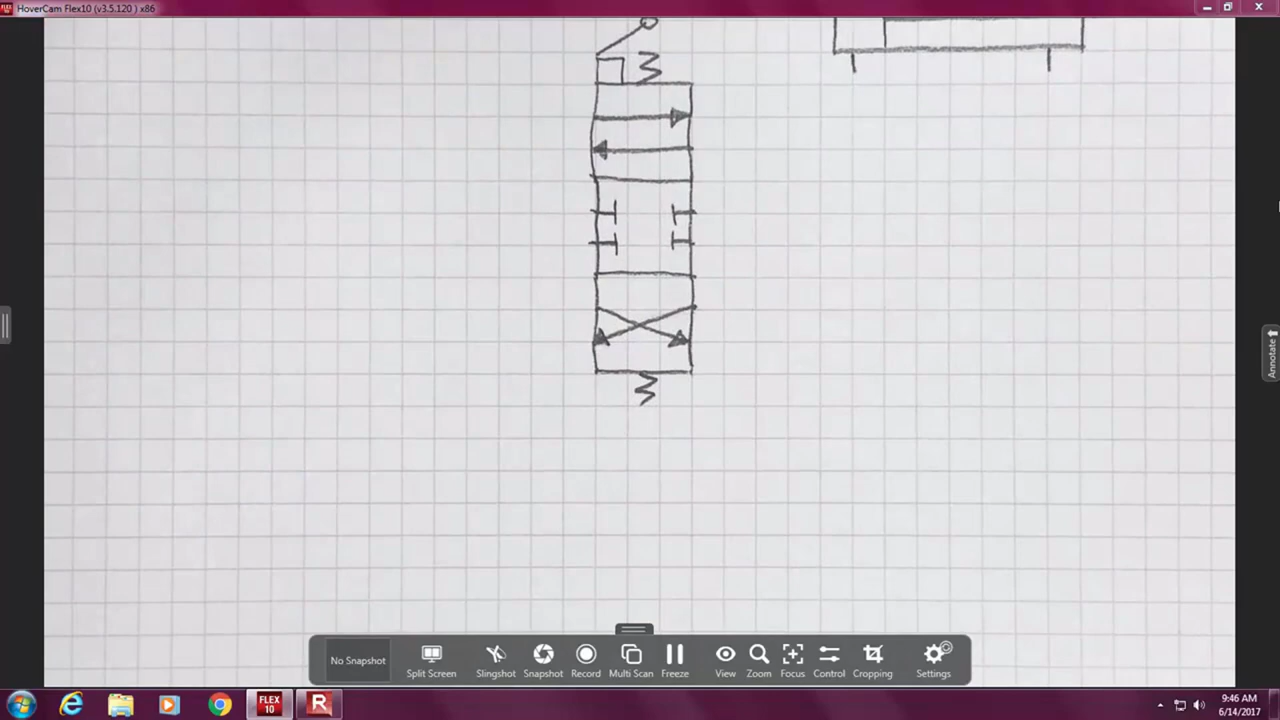 HoverCam Flex10 (v3.5.120 ) x86
Annotate
No Snapshot
Split Screen
Slingshot
Snapshot
Record
Multi Scan
Freeze
View
Zoom
Focus
Control
Cropping
Settings
FLEX
10
R
9:46 AM
6/14/2017